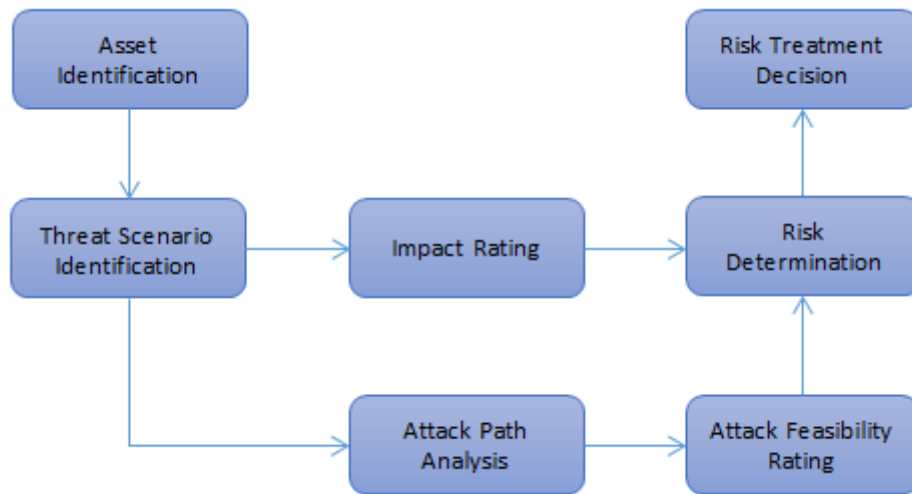 Asset
Identification
Risk Treatment
Decision
Threat Scenario
Identification
Impact Rating
Risk
Determination
Attack Path
Analysis
Attack Feasibility
Rating